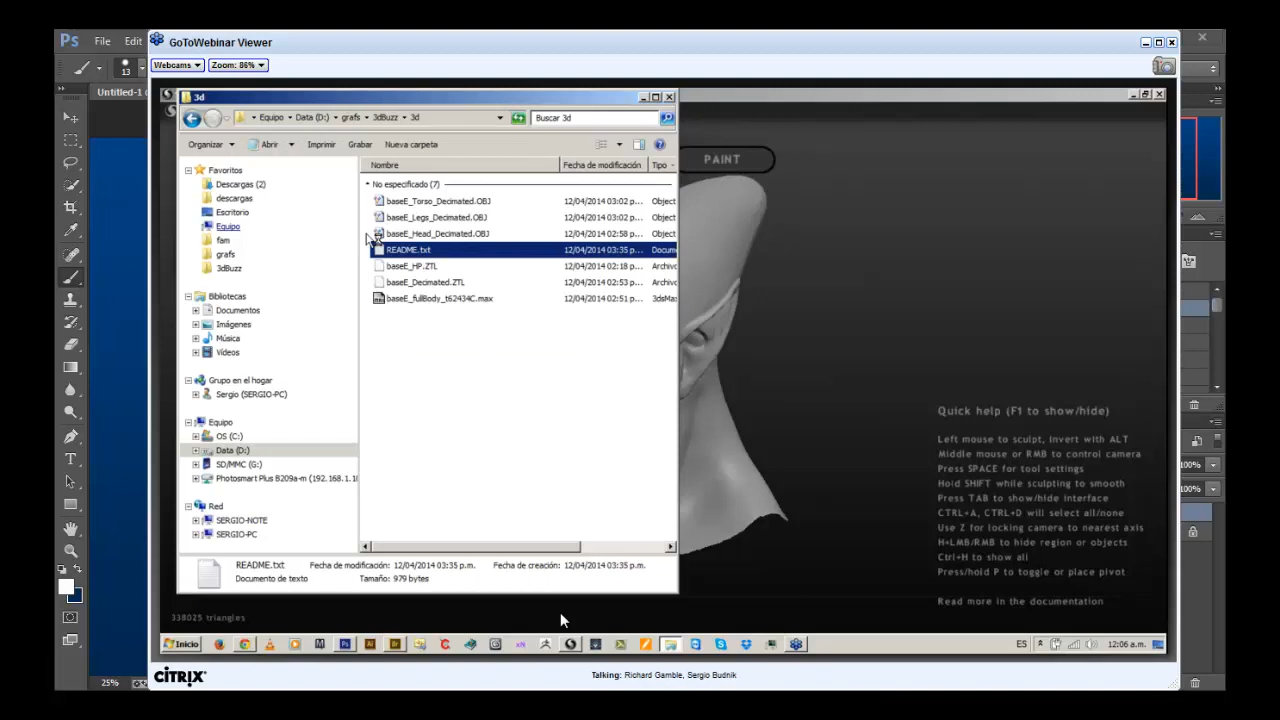 Ps File Edit
GoToWebinar Viewer
Webcams Zoom: 86%
13
Untitled-1
3d
Equipo Data (D:) grafs 3dBuzz 3d
Buscar 3d
Organizar Abrir Imprimir Grabar Nueva carpeta
Nombre Fecha de modificación Tipo
PAINT
Favoritos
Descargas (2)
descargas
Escritorio
Equipo
fam
grafs
3dBuzz
Bibliotecas
Documentos
Imágenes
Música
Vídeos
Grupo en el hogar
Sergio (SERGIO-PC)
Equipo
OS (C:)
Data (D:)
SD/MMC (G:)
Photosmart Plus B209a-m (192.168.1.10
Red
SERGIO-NOTE
SERGIO-PC
No especificado (7)
baseE_Torso_Decimated.OBJ 12/04/2014 03:02 p... Object
baseE_Legs_Decimated.OBJ 12/04/2014 03:02 p... Object
baseE_Head_Decimated.OBJ 12/04/2014 02:58 p... Object
README.txt 12/04/2014 03:35 p... Docum
baseE_HP.ZTL 12/04/2014 02:18 p... Archivo
baseE_Decimated.ZTL 12/04/2014 02:53 p... Archivo
baseE_fullBody_t62434C.max 12/04/2014 02:51 p... 3dsMax
README.txt Fecha de modificación: 12/04/2014 03:35 p.m. Fecha de creación: 12/04/2014 03:35 p.m.
Documento de texto Tamaño: 979 bytes
Quick help (F1 to show/hide)
Left mouse to sculpt, invert with ALT
Middle mouse or RMB to control camera
Press SPACE for tool settings
Hold SHIFT while sculpting to smooth
Press TAB to show/hide interface
CTRL+A, CTRL+D will select all/none
Use Z for locking camera to nearest axis
H+LMB/RMB to hide region or objects
Ctrl+H to show all
Press/hold P to toggle or place pivot
Read more in the documentation
338025 triangles
100%
100%
Inicio
ES 12:06 a.m.
CITRIX
Talking: Richard Gamble, Sergio Budnik
25%